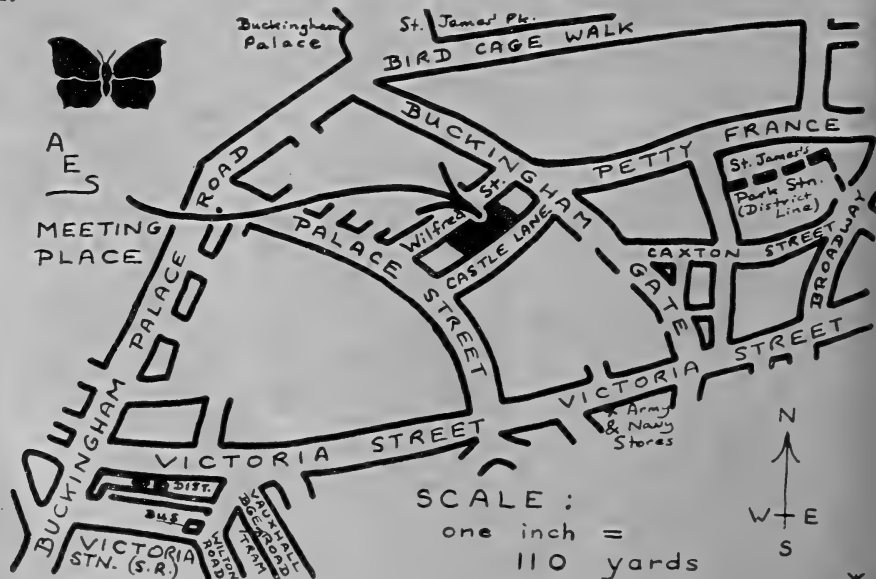 Buckingham
Palace
St. James' Pk.
BIRD CAGE WALK
BUCKINGHAM
GATE
PETTY FRANCE
St. James's
Park Stn.
(District
Line)
A
E
S
MEETING
PLACE
BUCKINGHAM PALACE ROAD
PALACE
STREET
Wilfred St.
CASTLE LANE
CAXTON STREET
BROADWAY
VICTORIA STREET
x Army
& Navy
Stores
VICTORIA STREET
DIST.
BUS
VICTORIA
STN. (S.R.)
WILTON
ROAD
VAUXHALL
BGE ROAD
TRAM
SCALE :
one inch =
110 yards
N
W E
S